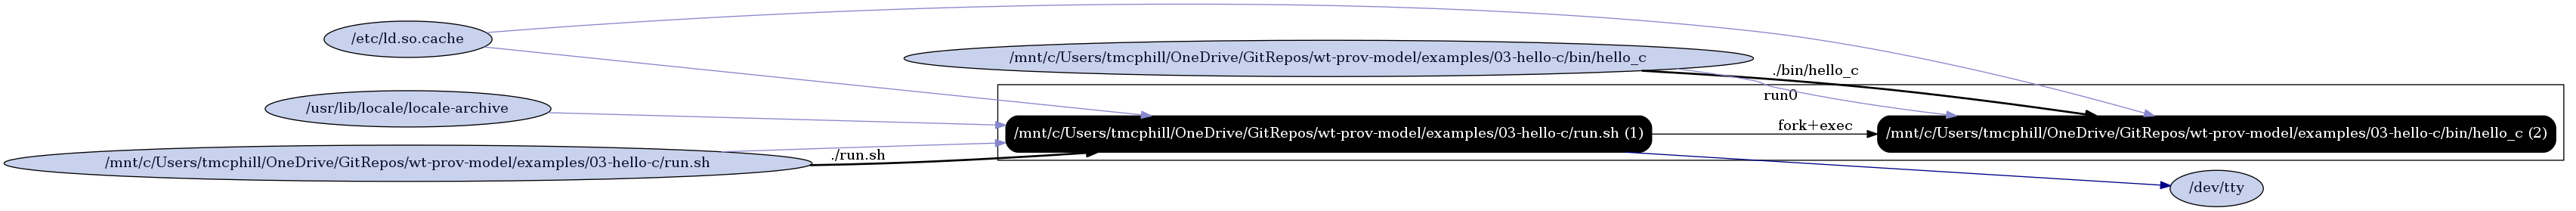 /etc/ld.so.cache
/mnt/c/Users/tmcphill/OneDrive/GitRepos/wt-prov-model/examples/03-hello-c/bin/hello_c
./bin/hello_c
run0
/usr/lib/locale/locale-archive
fork+exec
/mnt/c/Users/tmcphill/OneDrive/GitRepos/wt-prov-model/examples/03-hello-c/run.sh (1)
/mnt/c/Users/tmcphill/OneDrive/GitRepos/wt-prov-model/examples/03-hello-c/bin/hello_c (2)
./run.sh
/mnt/c/Users/tmcphill/OneDrive/GitRepos/wt-prov-model/examples/03-hello-c/run.sh
/dev/tty